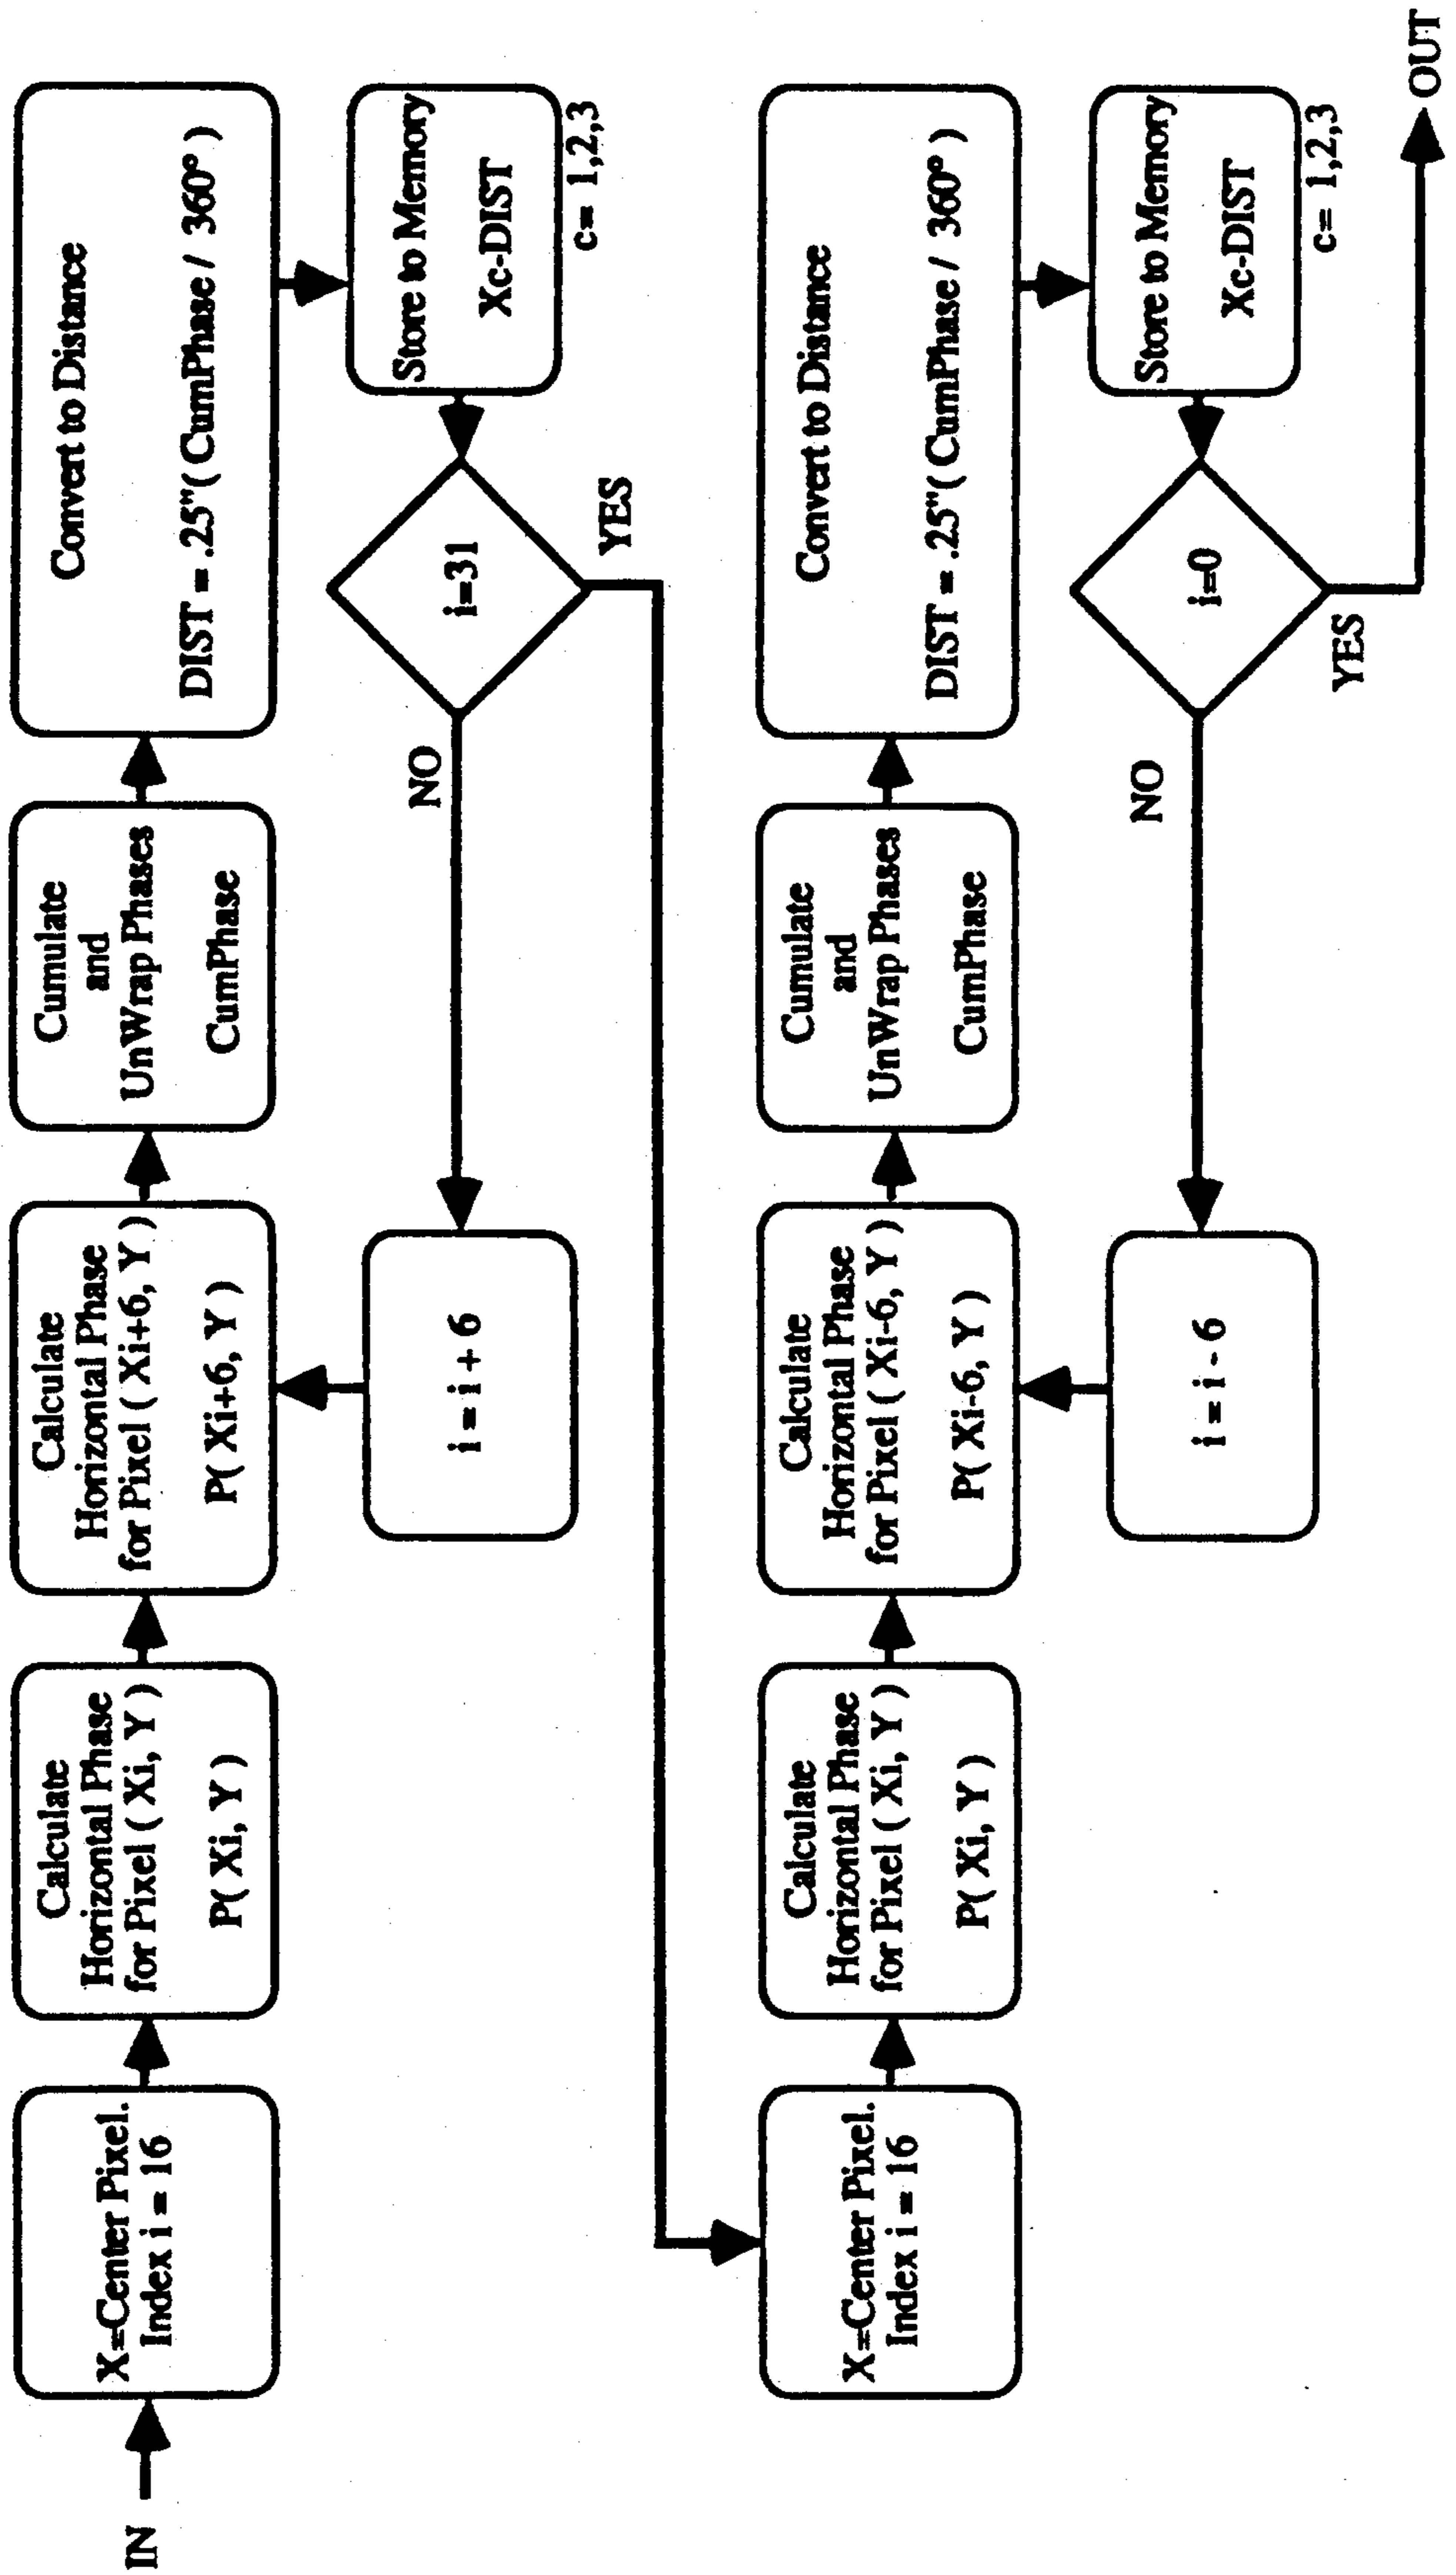 IN
X=Center Pixel.
Index i = 16
Calculate
Horizontal Phase
for Pixel ( Xi, Y )
P( Xi, Y )
Calculate
Horizontal Phase
for Pixel ( Xi+6, Y )
P( Xi+6, Y )
Cumulate
and
UnWrap Phases
CumPhase
Convert to Distance
DIST = .25"( CumPhase / 360° )
Store to Memory
Xc-DIST
c= 1,2,3
i=31
NO
YES
i = i + 6
X=Center Pixel.
Index i = 16
Calculate
Horizontal Phase
for Pixel ( Xi, Y )
P( Xi, Y )
Calculate
Horizontal Phase
for Pixel ( Xi-6, Y )
P( Xi-6, Y )
Cumulate
and
UnWrap Phases
CumPhase
Convert to Distance
DIST = .25"( CumPhase / 360° )
Store to Memory
Xc-DIST
c= 1,2,3
i=0
NO
YES
i = i - 6
OUT